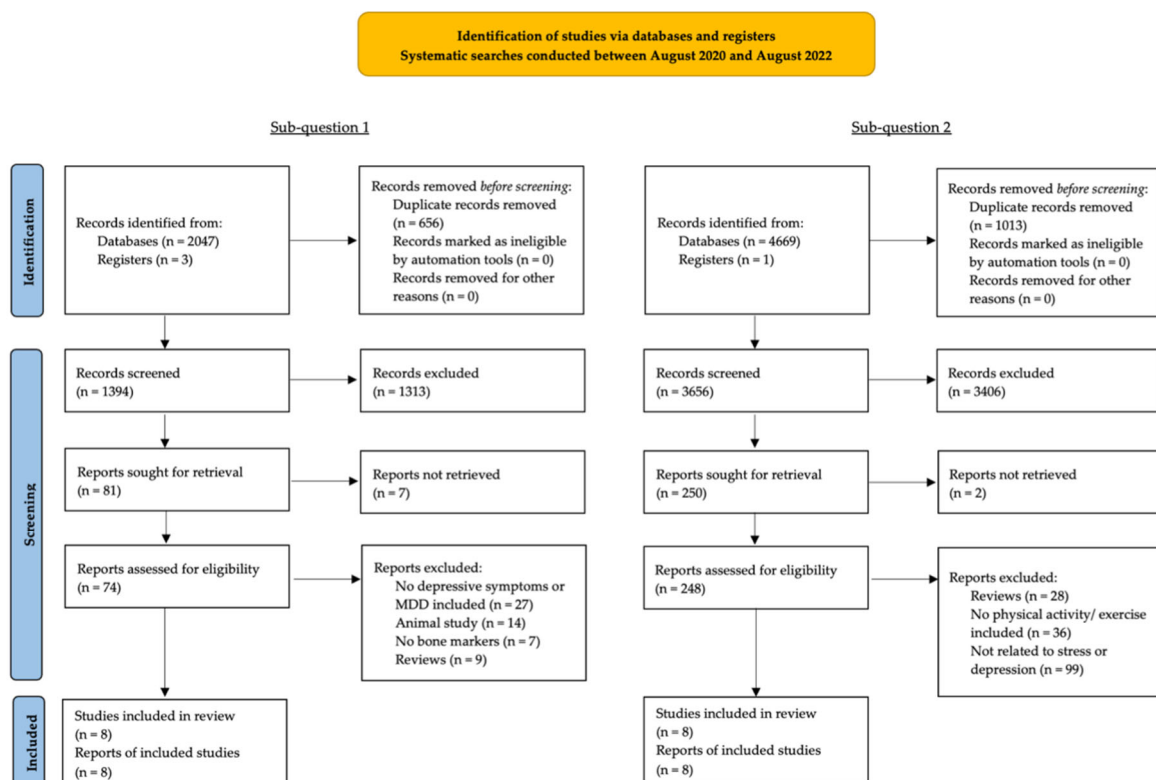 Identification of studies via databases and registers
Systematic searches conducted between August 2020 and August 2022
Sub-question 1
Sub-question 2
Identification
Records identified from:
Databases (n = 2047)
Registers (n = 3)
Records removed before screening:
Duplicate records removed
(n = 656)
Records marked as ineligible
by automation tools (n = 0)
Records removed for other
reasons (n = 0)
Records identified from:
Databases (n = 4669)
Registers (n = 1)
Records removed before screening:
Duplicate records removed
(n = 1013)
Records marked as ineligible
by automation tools (n = 0)
Records removed for other
reasons (n = 0)
Screening
Records screened
(n = 1394)
Records excluded
(n = 1313)
Records screened
(n = 3656)
Records excluded
(n = 3406)
Reports sought for retrieval
(n = 81)
Reports not retrieved
(n = 7)
Reports sought for retrieval
(n = 250)
Reports not retrieved
(n = 2)
Reports assessed for eligibility
(n = 74)
Reports excluded:
No depressive symptoms or
MDD included (n = 27)
Animal study (n = 14)
No bone markers (n = 7)
Reviews (n = 9)
Reports assessed for eligibility
(n = 248)
Reports excluded:
Reviews (n = 28)
No physical activity/ exercise
included (n = 36)
Not related to stress or
depression (n = 99)
Included
Studies included in review
(n = 8)
Reports of included studies
(n = 8)
Studies included in review
(n = 8)
Reports of included studies
(n = 8)